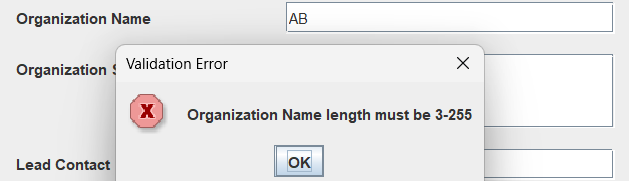 Organization Name
AB
Validation Error
Organization
Organization Name length must be 3-255
Lead Contact
OK